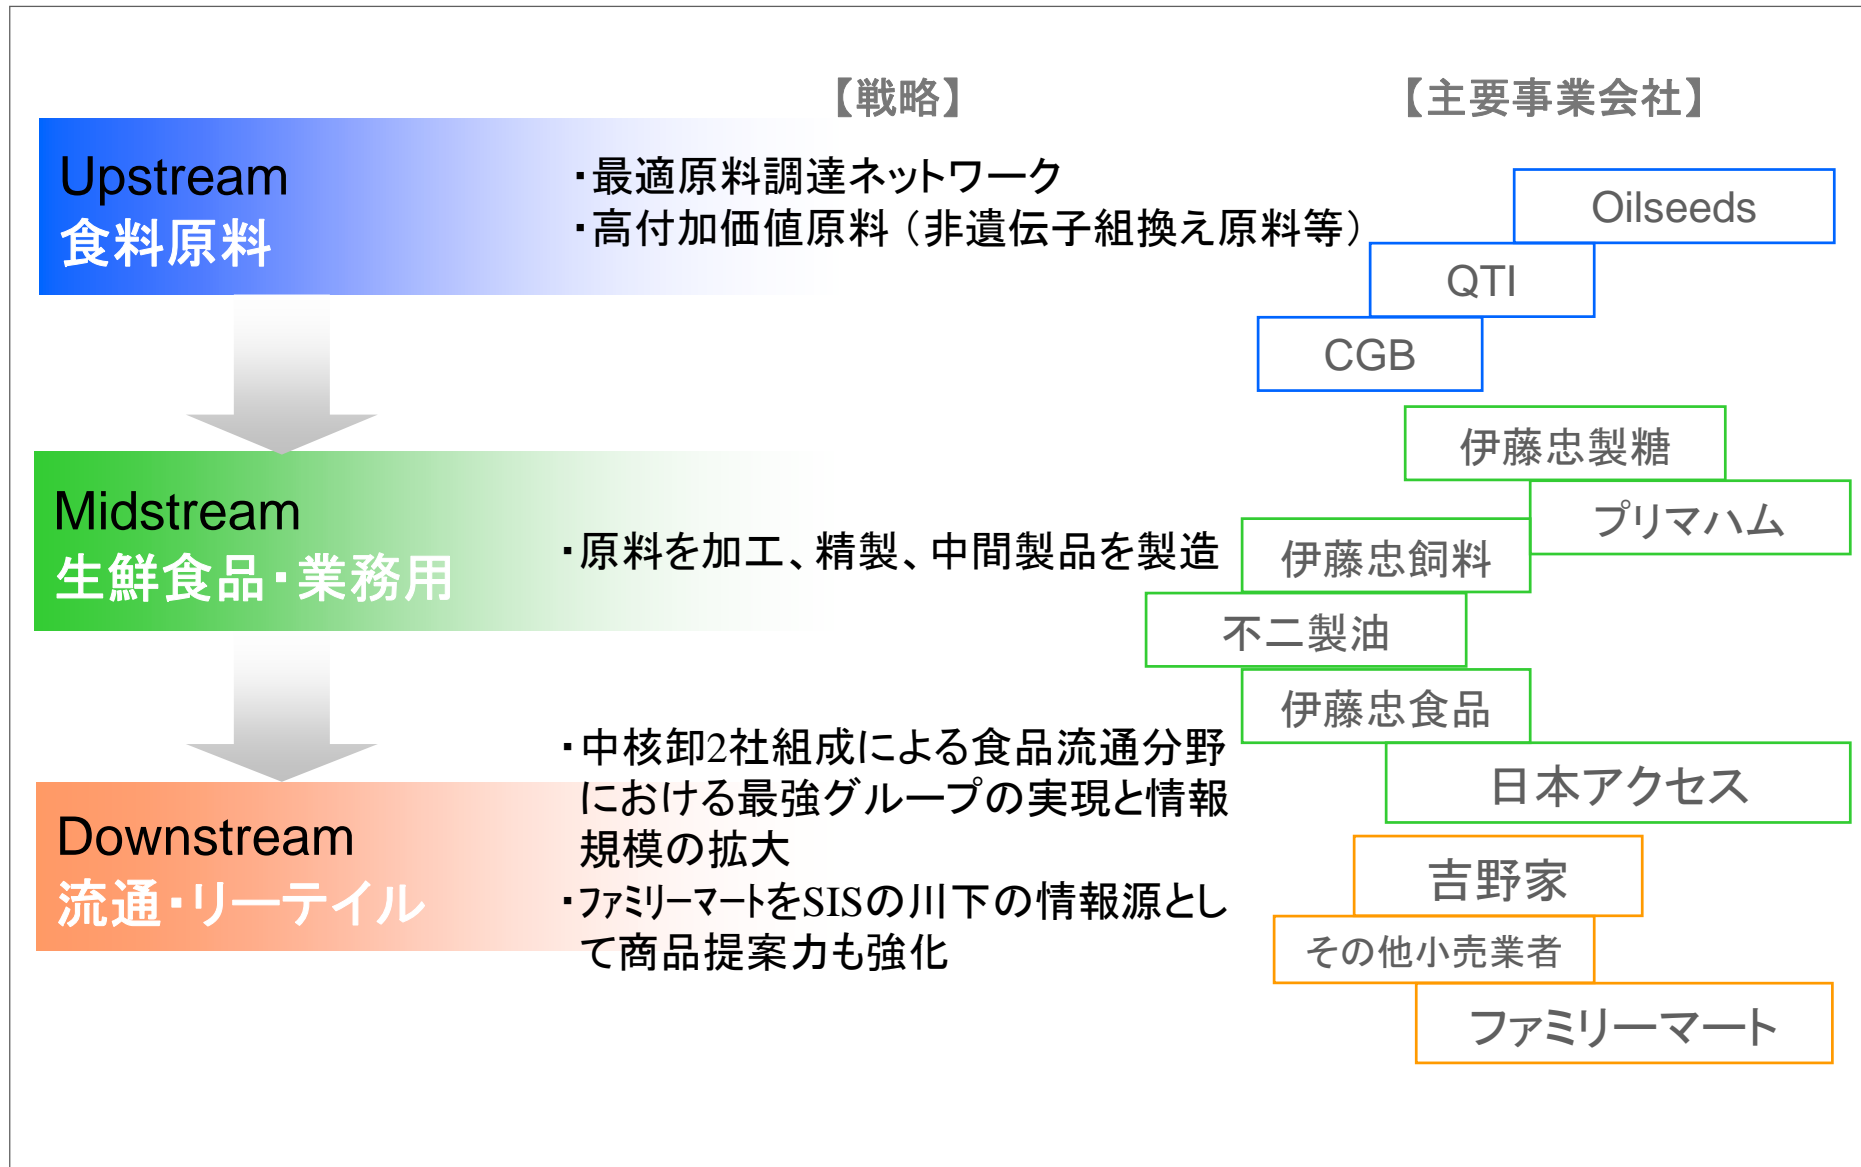 【戦略】
【主要事業会社】
Upstream
食料原料
・最適原料調達ネットワーク
・高付加価値原料（非遺伝子組換え原料等）
Oilseeds
QTI
CGB
Midstream
生鮮食品・業務用
・原料を加工、精製、中間製品を製造
伊藤忠製糖
プリマハム
伊藤忠飼料
不二製油
伊藤忠食品
日本アクセス
Downstream
流通・リーテイル
・中核卸2社組成による食品流通分野
における最強グループの実現と情報
規模の拡大
・ﾌｧﾐﾘｰﾏｰﾄをSISの川下の情報源とし
て商品提案力も強化
吉野家
その他小売業者
ファミリーマート